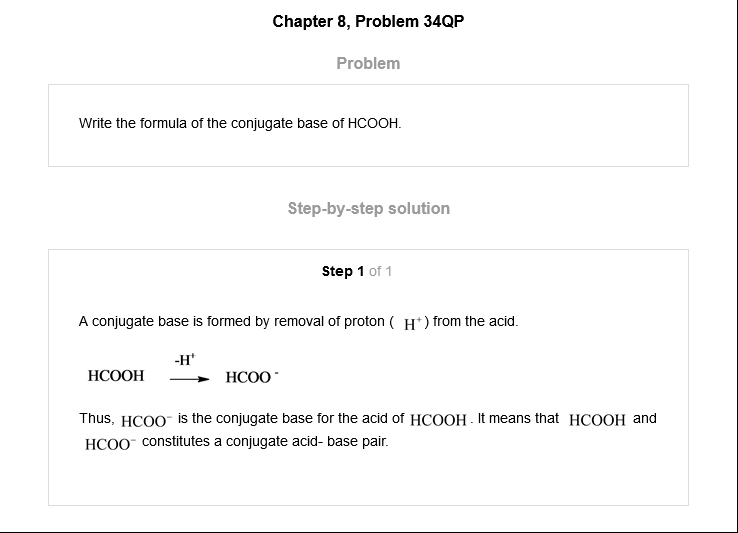 Chapter 8, Problem 34QP
Problem
Write the formula of the conjugate base of HCOOH.
Step-by-step solution
Step 1 of 1
A conjugate base is formed by removal of proton ( H⁺) from the acid.
-H⁺
HCOOH ⟶ HCOO⁻
Thus, HCOO⁻ is the conjugate base for the acid of HCOOH . It means that HCOOH and
HCOO⁻ constitutes a conjugate acid- base pair.